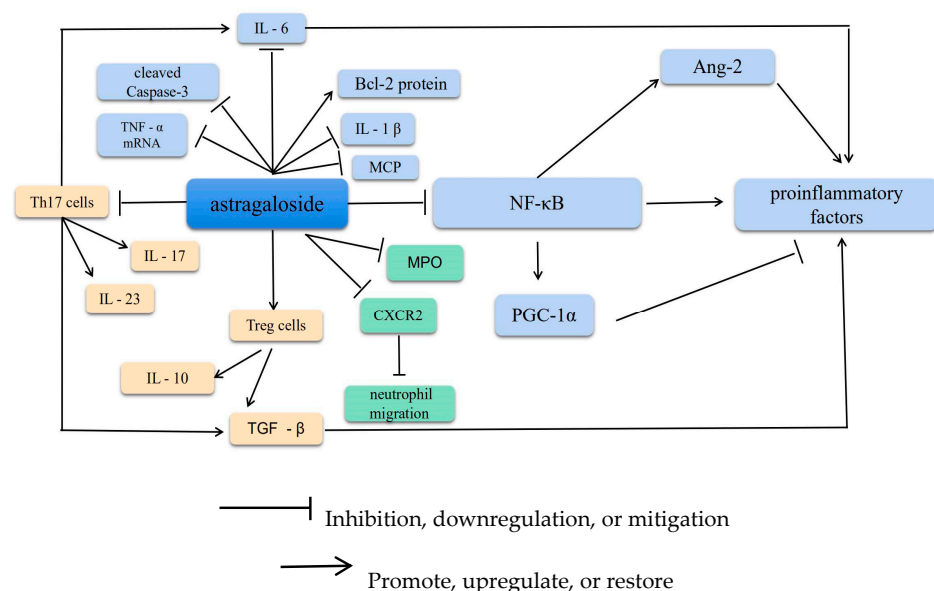 IL - 6
Ang-2
cleaved
Caspase-3
Bcl-2 protein
TNF - α
mRNA
IL - 1 β
MCP
Th17 cells
astragaloside
NF-κB
proinflammatory
factors
IL - 17
MPO
IL - 23
CXCR2
PGC-1α
Treg cells
IL - 10
neutrophil
migration
TGF - β
Inhibition, downregulation, or mitigation
Promote, upregulate, or restore